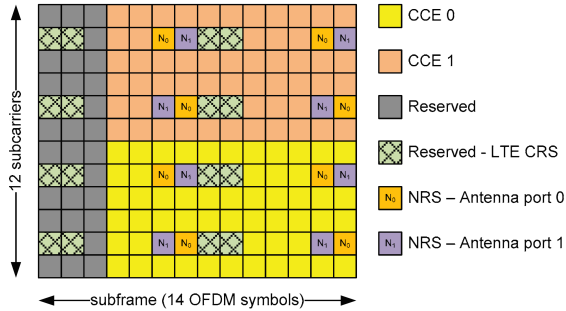 CCE 0
N₀ N₁ N₀ N₁
CCE 1
N₁ N₀ N₁ N₀
Reserved
Reserved - LTE CRS
N₀ N₁ N₀ N₁
N₀ NRS – Antenna port 0
N₁ N₀ N₁ N₀
N₁ NRS – Antenna port 1
12 subcarriers
subframe (14 OFDM symbols)